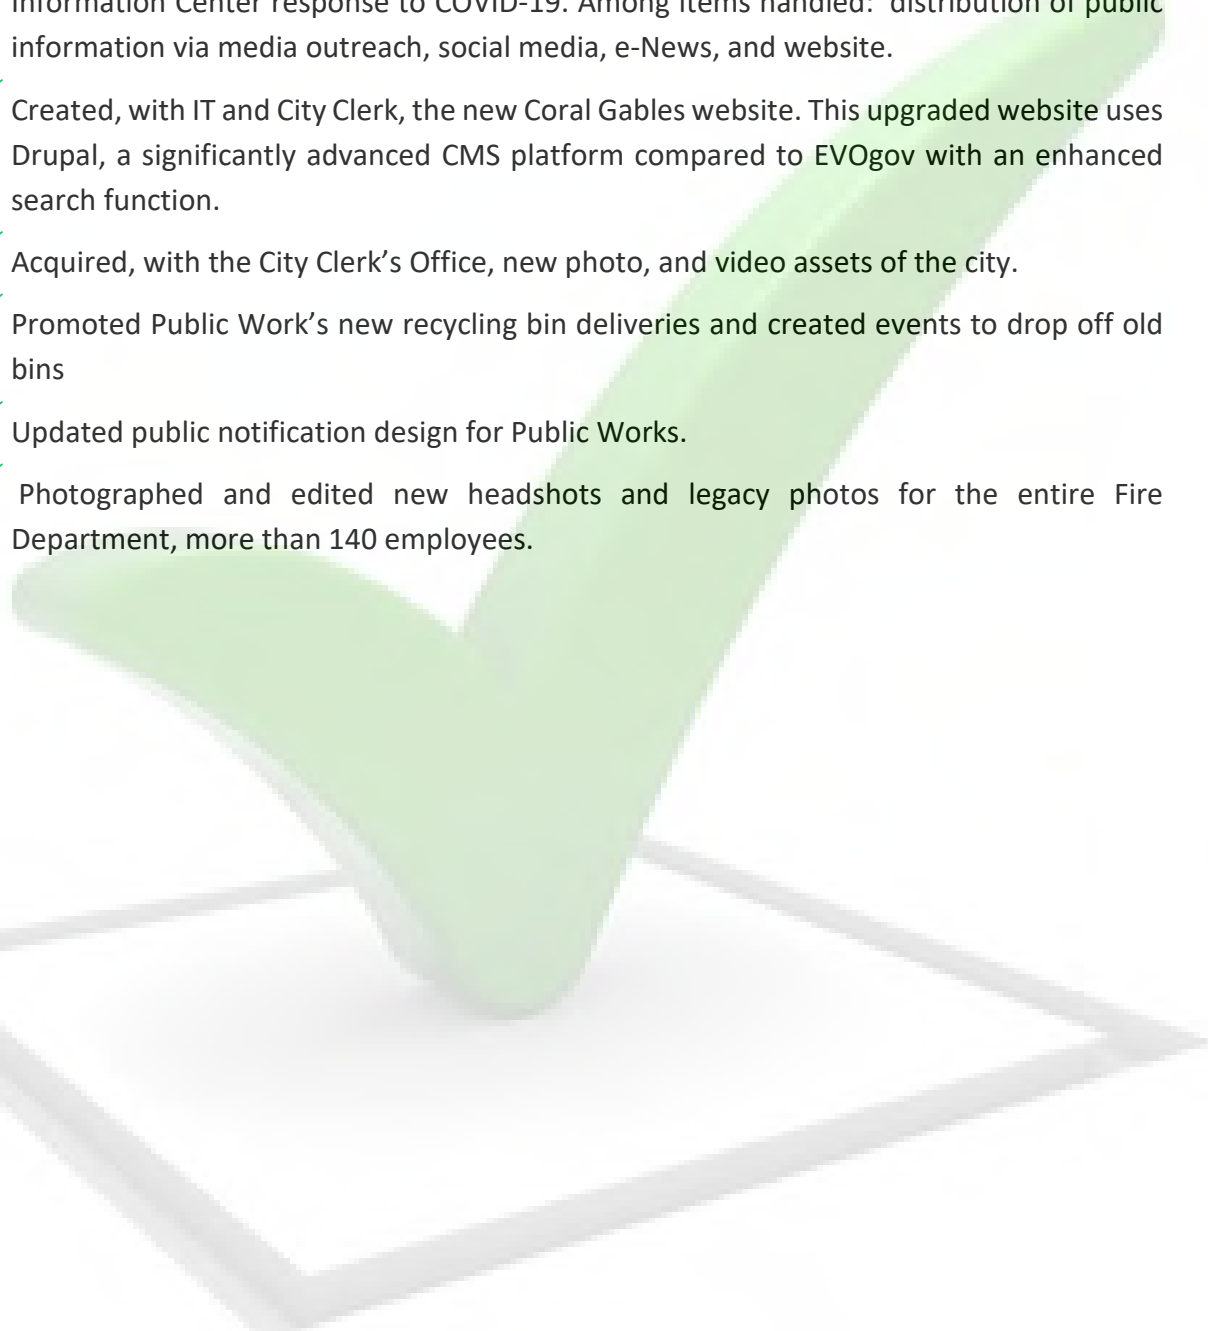 Information Center response to COVID-19. Among items handled: distribution of public
information via media outreach, social media, e-News, and website.
Created, with IT and City Clerk, the new Coral Gables website. This upgraded website uses
Drupal, a significantly advanced CMS platform compared to EVOgov with an enhanced
search function.
Acquired, with the City Clerk’s Office, new photo, and video assets of the city.
Promoted Public Work’s new recycling bin deliveries and created events to drop off old
bins
Updated public notification design for Public Works.
Photographed and edited new headshots and legacy photos for the entire Fire
Department, more than 140 employees.